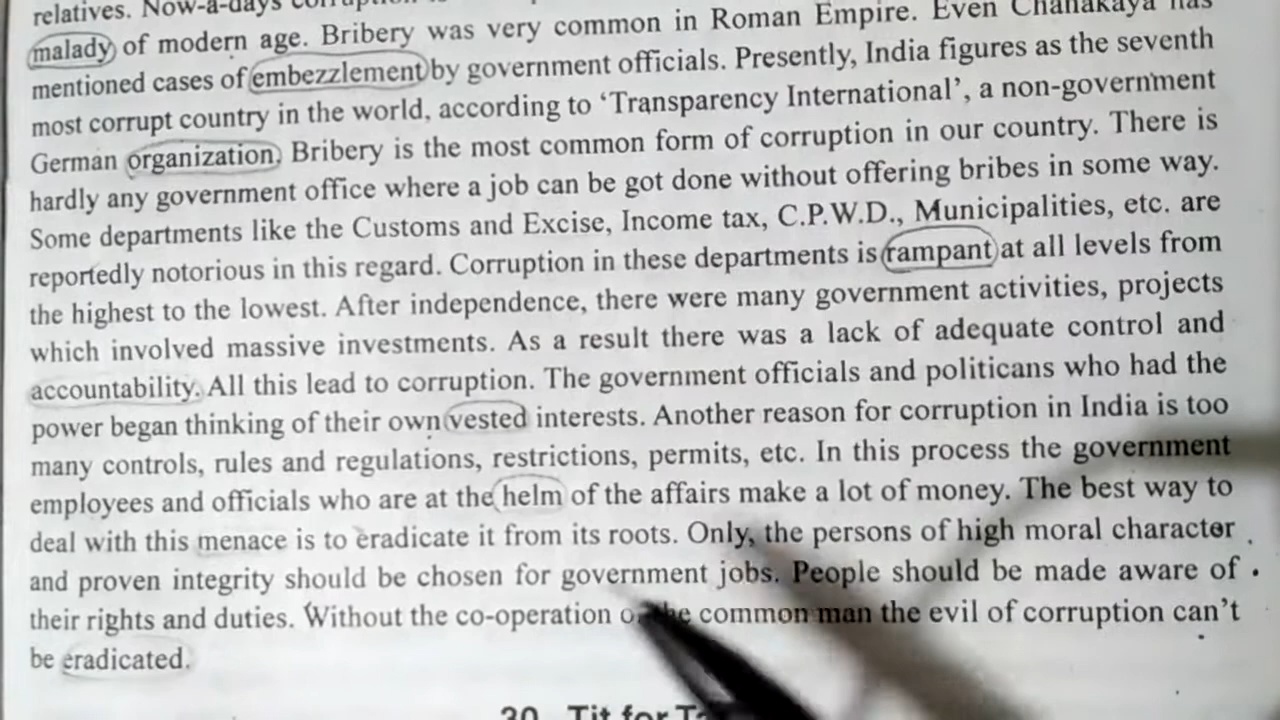 relatives. Now-a-days corruption
malady of modern age. Bribery was very common in Roman Empire. Even Chanakaya has
mentioned cases of embezzlement by government officials. Presently, India figures as the seventh
most corrupt country in the world, according to ‘Transparency International’, a non-government
German organization. Bribery is the most common form of corruption in our country. There is
hardly any government office where a job can be got done without offering bribes in some way.
Some departments like the Customs and Excise, Income tax, C.P.W.D., Municipalities, etc. are
reportedly notorious in this regard. Corruption in these departments is rampant at all levels from
the highest to the lowest. After independence, there were many government activities, projects
which involved massive investments. As a result there was a lack of adequate control and
accountability. All this lead to corruption. The government officials and politicans who had the
power began thinking of their own vested interests. Another reason for corruption in India is too
many controls, rules and regulations, restrictions, permits, etc. In this process the government
employees and officials who are at the helm of the affairs make a lot of money. The best way to
deal with this menace is to eradicate it from its roots. Only, the persons of high moral character
and proven integrity should be chosen for government jobs. People should be made aware of
their rights and duties. Without the co-operation common man the evil of corruption can’t
be eradicated.
30. Tit for